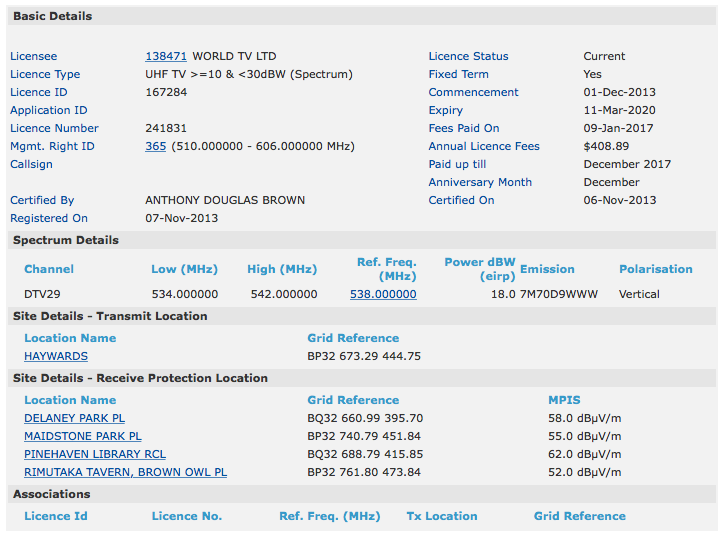 Basic Details
Licensee 138471 WORLD TV LTD Licence Status Current
Licence Type UHF TV >=10 & <30dBW (Spectrum) Fixed Term Yes
Licence ID 167284 Commencement 01-Dec-2013
Application ID Expiry 11-Mar-2020
Licence Number 241831 Fees Paid On 09-Jan-2017
Mgmt. Right ID 365 (510.000000 - 606.000000 MHz) Annual Licence Fees $408.89
Callsign Paid up till December 2017
Anniversary Month December
Certified By ANTHONY DOUGLAS BROWN Certified On 06-Nov-2013
Registered On 07-Nov-2013
Spectrum Details
Channel Low (MHz) High (MHz) Ref. Freq. (MHz) Power dBW (eirp) Emission Polarisation
DTV29 534.000000 542.000000 538.000000 18.0 7M70D9WWW Vertical
Site Details - Transmit Location
Location Name Grid Reference
HAYWARDS BP32 673.29 444.75
Site Details - Receive Protection Location
Location Name Grid Reference MPIS
DELANEY PARK PL BQ32 660.99 395.70 58.0 dBµV/m
MAIDSTONE PARK PL BP32 740.79 451.84 55.0 dBµV/m
PINEHAVEN LIBRARY RCL BQ32 688.79 415.85 62.0 dBµV/m
RIMUTAKA TAVERN, BROWN OWL PL BP32 761.80 473.84 52.0 dBµV/m
Associations
Licence Id Licence No. Ref. Freq. (MHz) Tx Location Grid Reference